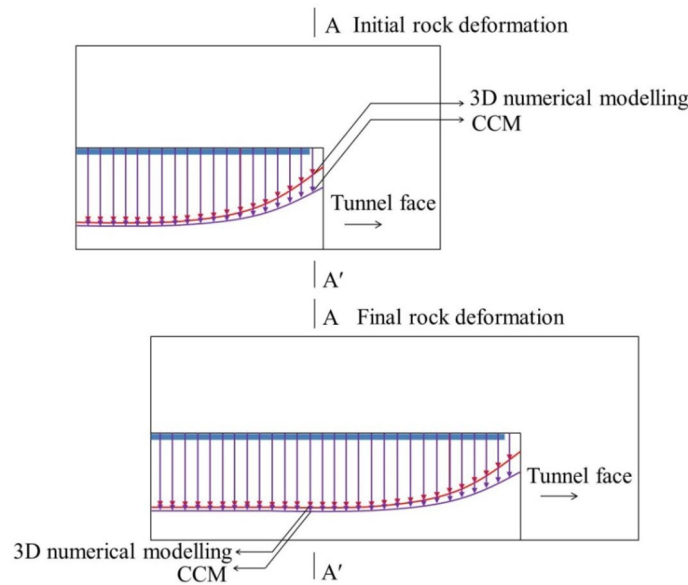 A Initial rock deformation
3D numerical modelling
CCM
Tunnel face
A′
A Final rock deformation
Tunnel face
3D numerical modelling
CCM
A′